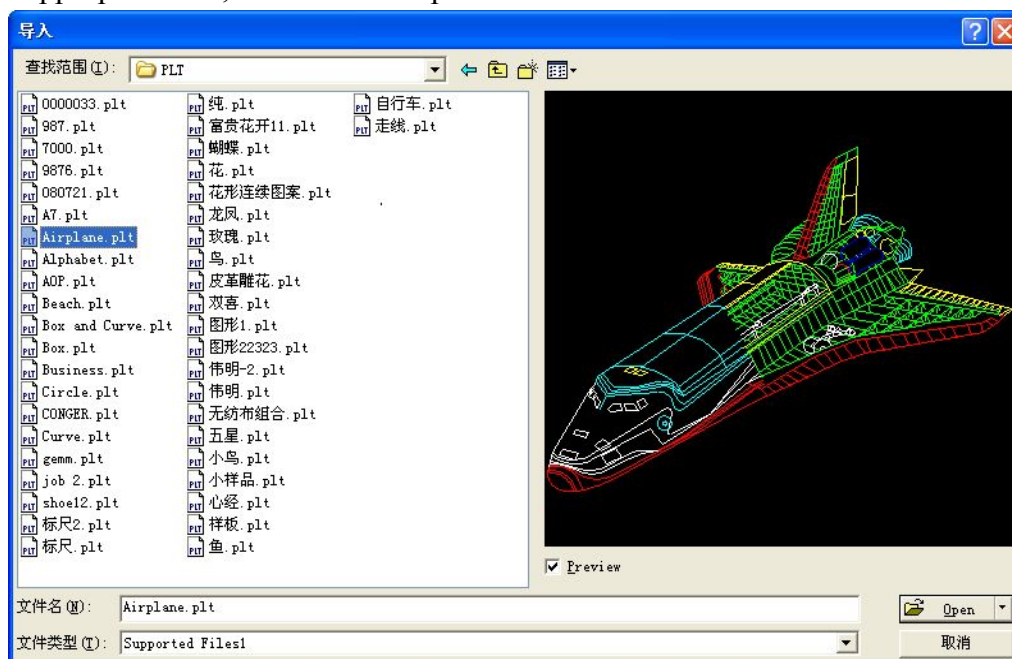 导入
查找范围(I): PLT
0000033.plt
987.plt
7000.plt
9876.plt
080721.plt
A7.plt
Airplane.plt
Alphabet.plt
AOP.plt
Beach.plt
Box and Curve.plt
Box.plt
Business.plt
Circle.plt
CONGER.plt
Curve.plt
gemm.plt
job 2.plt
shoe12.plt
标尺2.plt
标尺.plt
纯.plt
富贵花开11.plt
蝴蝶.plt
花.plt
花形连续图案.plt
龙凤.plt
玫瑰.plt
鸟.plt
皮革雕花.plt
双喜.plt
图形1.plt
图形22323.plt
伟明-2.plt
伟明.plt
无纺布组合.plt
五星.plt
小鸟.plt
小样品.plt
心经.plt
样板.plt
鱼.plt
自行车.plt
走线.plt
Preview
文件名(N): Airplane.plt
Open
文件类型(T): Supported Files1
取消